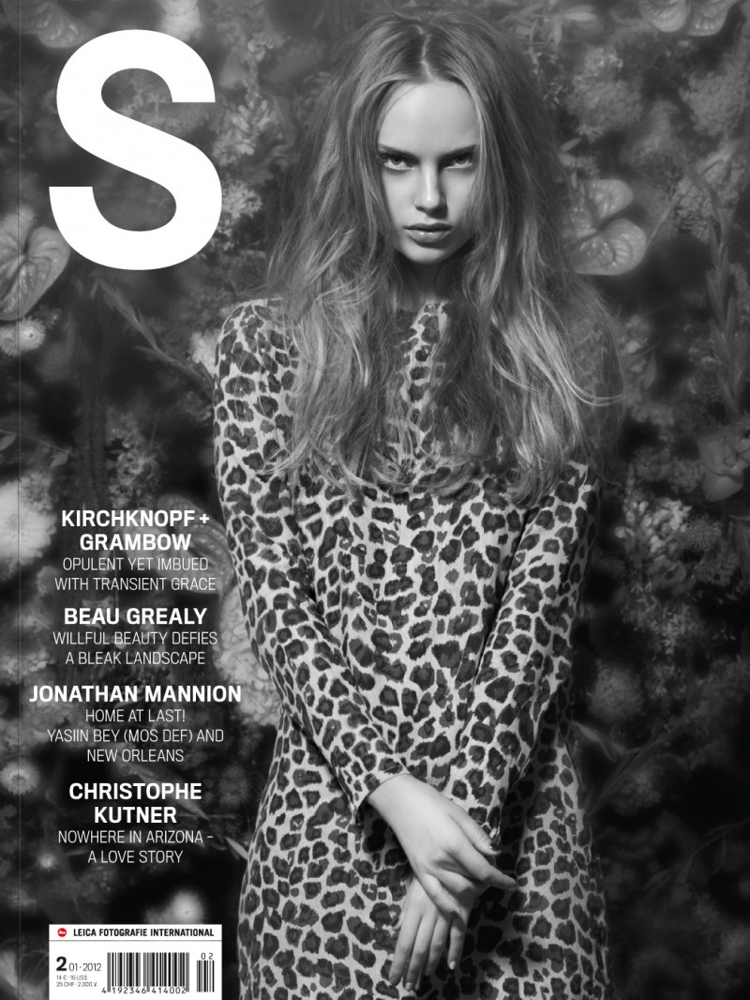 S
KIRCHKNOPF +
GRAMBOW
OPULENT YET IMBUED
WITH TRANSIENT GRACE
BEAU GREALY
WILLFUL BEAUTY DEFIES
A BLEAK LANDSCAPE
JONATHAN MANNION
HOME AT LAST!
YASIIN BEY (MOS DEF) AND
NEW ORLEANS
CHRISTOPHE
KUTNER
NOWHERE IN ARIZONA –
A LOVE STORY
LEICA FOTOGRAFIE INTERNATIONAL
2 01·2012
14 € · 16 US$
25 CHF · 2.000 ¥
02
4 192346 414002